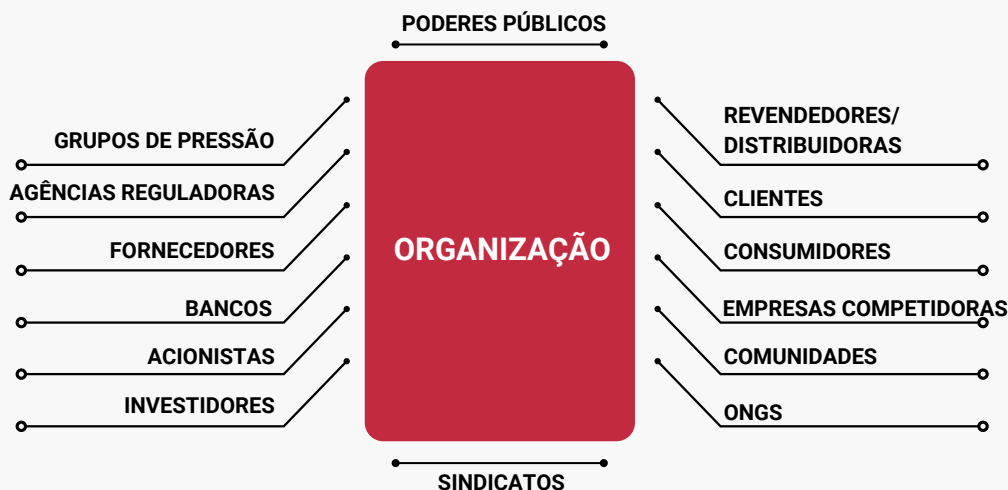 PODERES PÚBLICOS
GRUPOS DE PRESSÃO
AGÊNCIAS REGULADORAS
FORNECEDORES
BANCOS
ACIONISTAS
INVESTIDORES
ORGANIZAÇÃO
REVENDEDORES/
DISTRIBUIDORAS
CLIENTES
CONSUMIDORES
EMPRESAS COMPETIDORAS
COMUNIDADES
ONGS
SINDICATOS